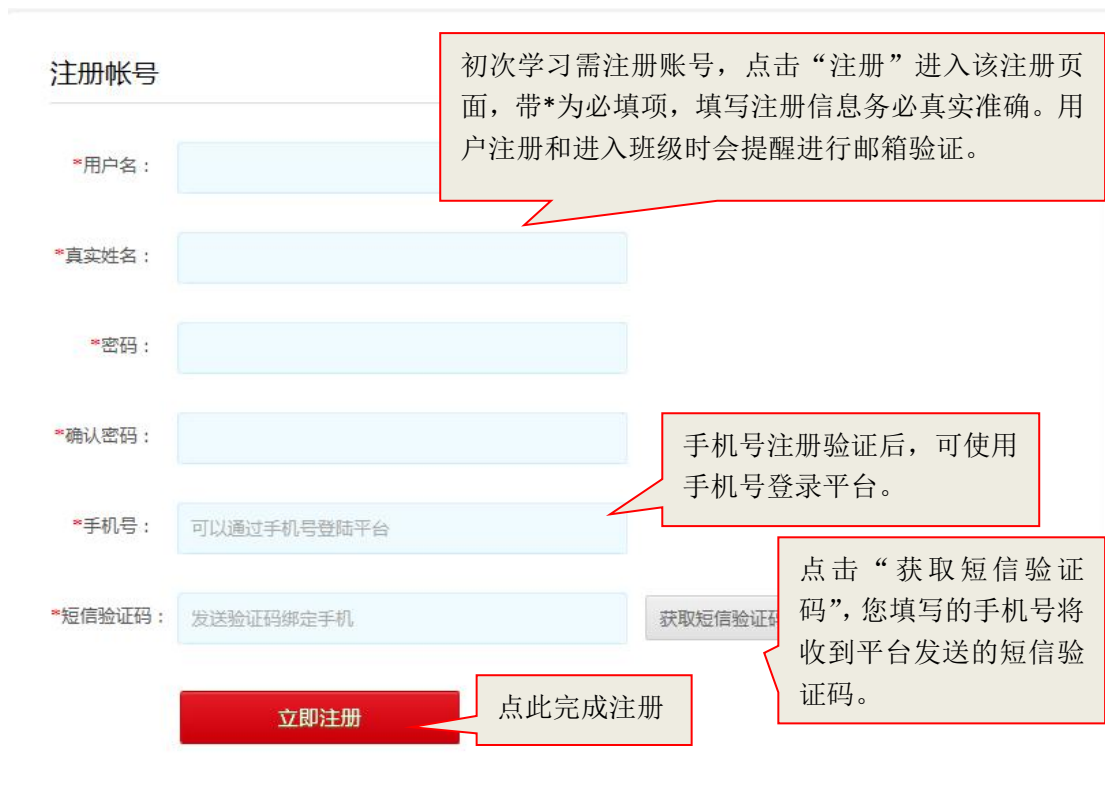 注册帐号
初次学习需注册账号，点击“注册”进入该注册页
面，带*为必填项，填写注册信息务必真实准确。用
户注册和进入班级时会提醒进行邮箱验证。
*用户名：
*真实姓名：
*密码：
*确认密码：
手机号注册验证后，可使用
手机号登录平台。
*手机号：
可以通过手机号登陆平台
点击“获取短信验证
码”，您填写的手机号将
收到平台发送的短信验
证码。
*短信验证码：
发送验证码绑定手机
获取短信验证码
立即注册
点此完成注册